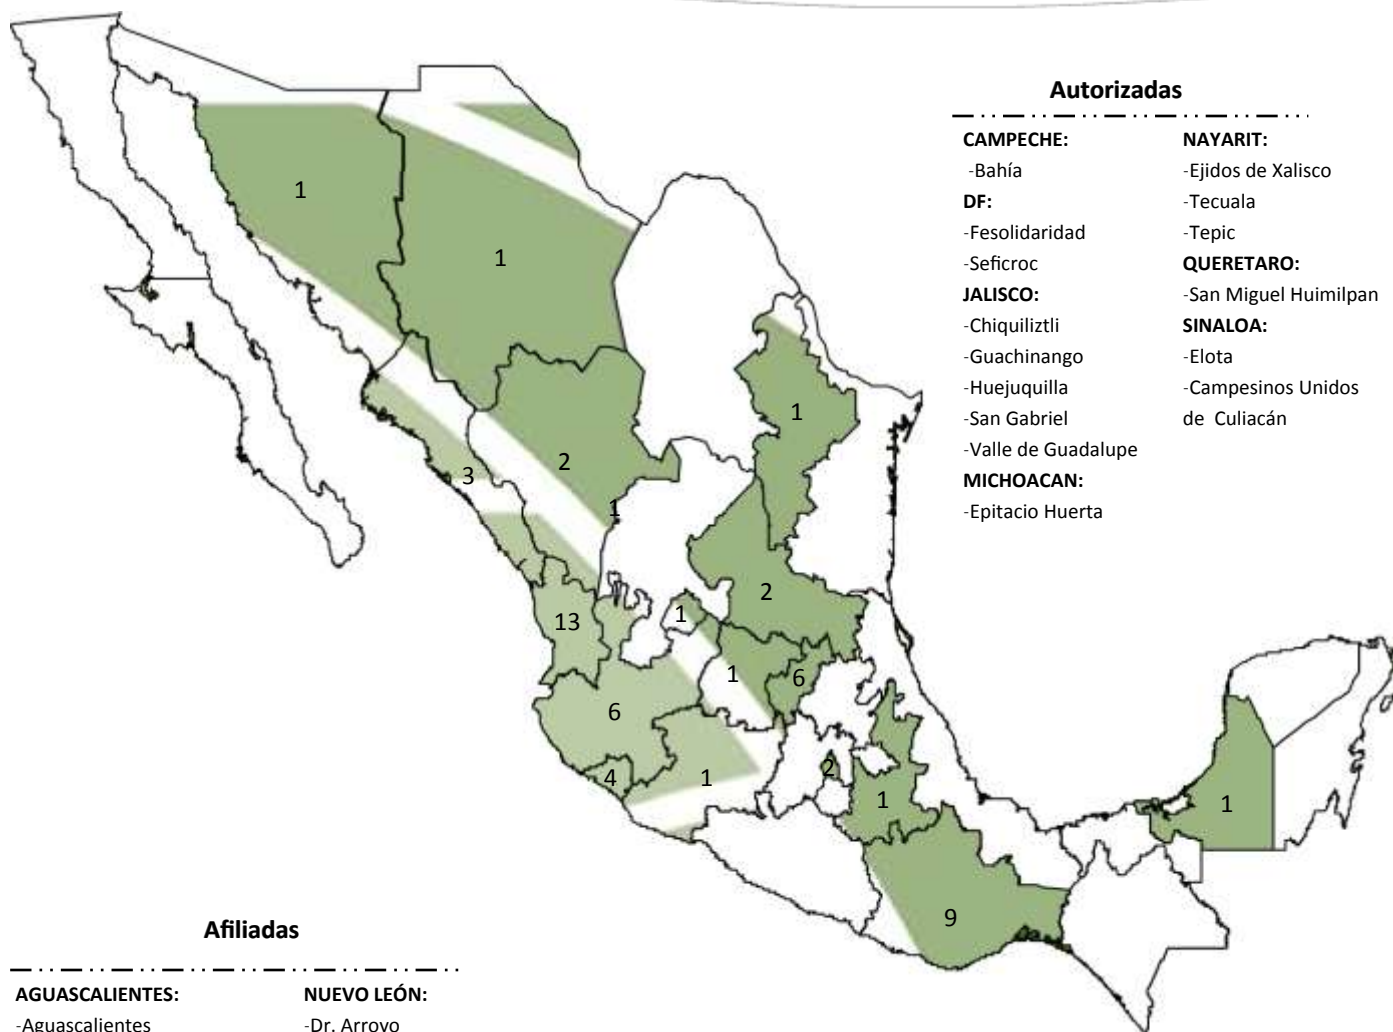 Autorizadas
CAMPECHE:
-Bahía
DF:
-Fesolidaridad
-Seficroc
JALISCO:
-Chiquiliztli
-Guachinango
-Huejuquilla
-San Gabriel
-Valle de Guadalupe
MICHOACAN:
-Epitacio Huerta
NAYARIT:
-Ejidos de Xalisco
-Tecuala
-Tepic
QUERETARO:
-San Miguel Huimilpan
SINALOA:
-Elota
-Campesinos Unidos
de Culiacán
1
1
1
2
3
1
2
13
1
1
6
6
4
1
2
1
1
9
Afiliadas
AGUASCALIENTES:
-Aguascalientes
NUEVO LEÓN:
-Dr. Arroyo